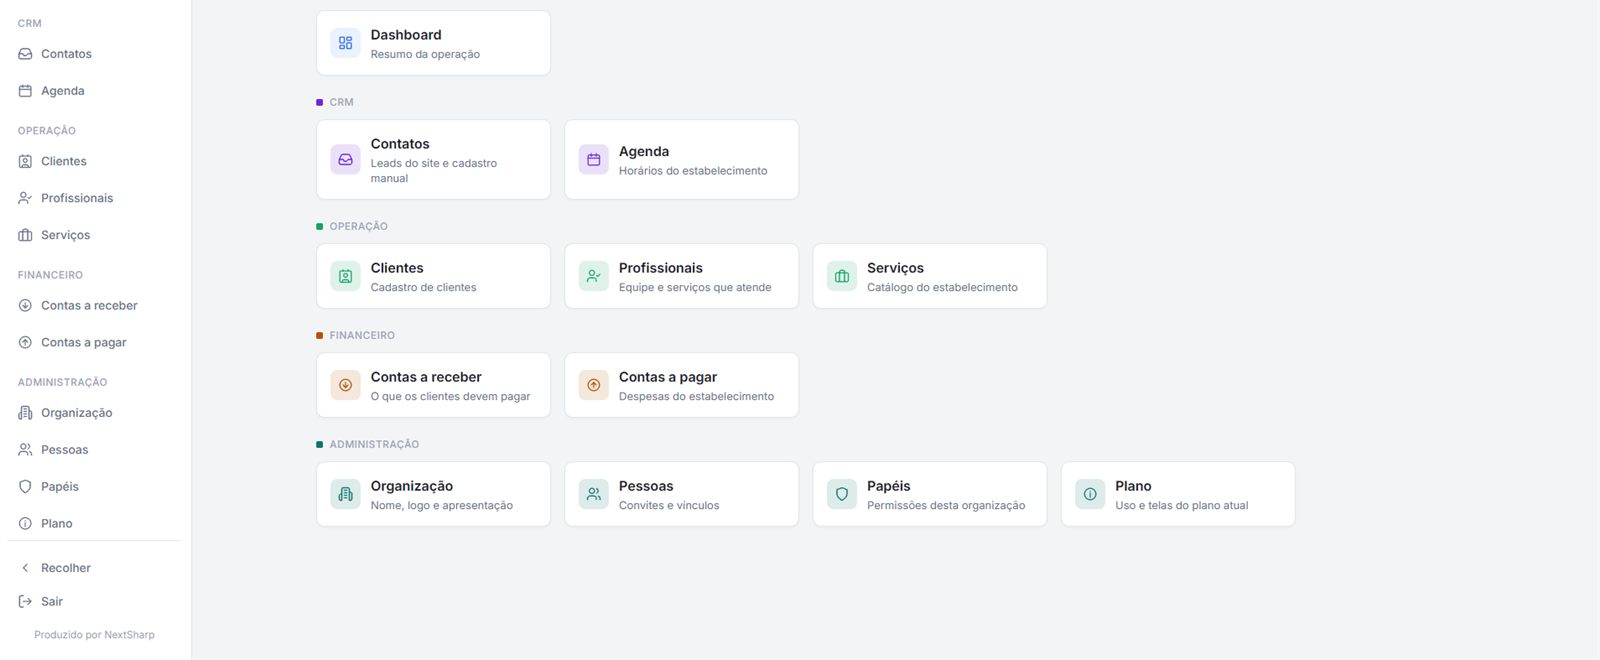 CRM
Contatos
Agenda
OPERAÇÃO
Clientes
Profissionais
Serviços
FINANCEIRO
Contas a receber
Contas a pagar
ADMINISTRAÇÃO
Organização
Pessoas
Papéis
Plano
Recolher
Sair
Produzido por NextSharp
Dashboard
Resumo da operação
CRM
Contatos
Leads do site e cadastro
manual
Agenda
Horários do estabelecimento
OPERAÇÃO
Clientes
Cadastro de clientes
Profissionais
Equipe e serviços que atende
Serviços
Catálogo do estabelecimento
FINANCEIRO
Contas a receber
O que os clientes devem pagar
Contas a pagar
Despesas do estabelecimento
ADMINISTRAÇÃO
Organização
Nome, logo e apresentação
Pessoas
Convites e vínculos
Papéis
Permissões desta organização
Plano
Uso e telas do plano atual